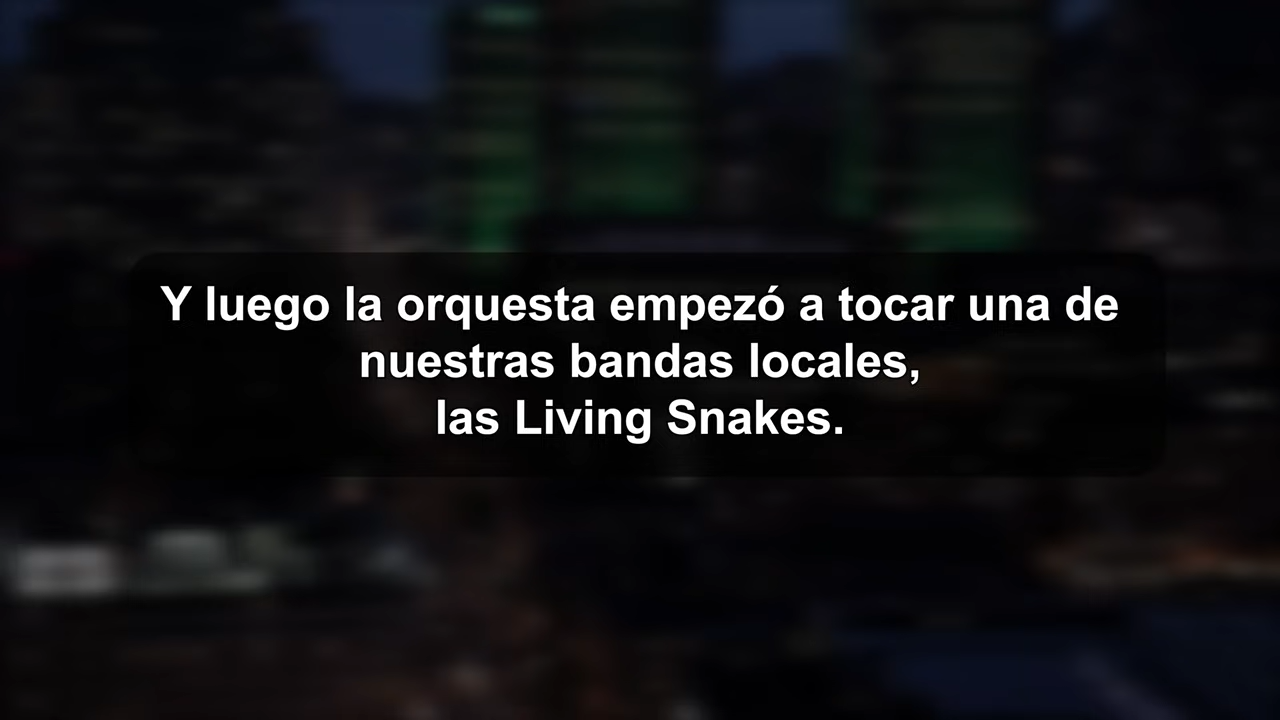 Y luego la orquesta empezó a tocar una de
nuestras bandas locales,
las Living Snakes.